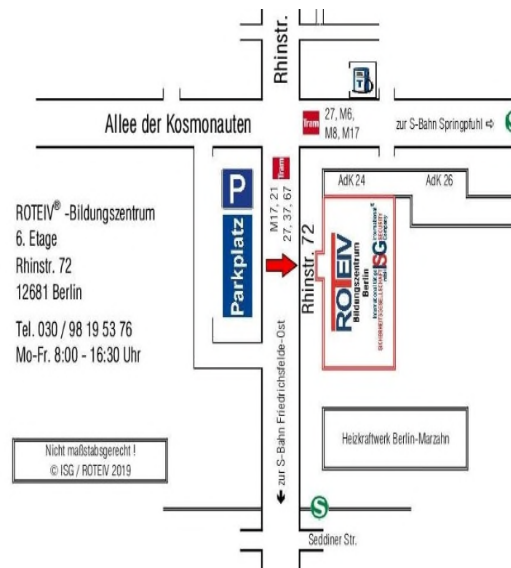 Rhinstr.
Allee der Kosmonauten
Tram
27, M6,
M8, M17
zur S-Bahn Springpfuhl ⇨
S
P
Parkplatz
Tram
M17, 21
27, 37, 67
Rhinstr. 72
AdK 24
AdK 26
ROTEIV® -Bildungszentrum
6. Etage
Rhinstr. 72
12681 Berlin
Tel. 030 / 98 19 53 76
Mo-Fr. 8:00 - 16:30 Uhr
ROTEIV
Bildungszentrum
Berlin
ISG
SICHERHEITSGESELLSCHAFT
Heizkraftwerk Berlin-Marzahn
← zur S-Bahn Friedrichsfelde-Ost
Nicht maßstabsgerecht !
© ISG / ROTEIV 2019
S
Seddiner Str.